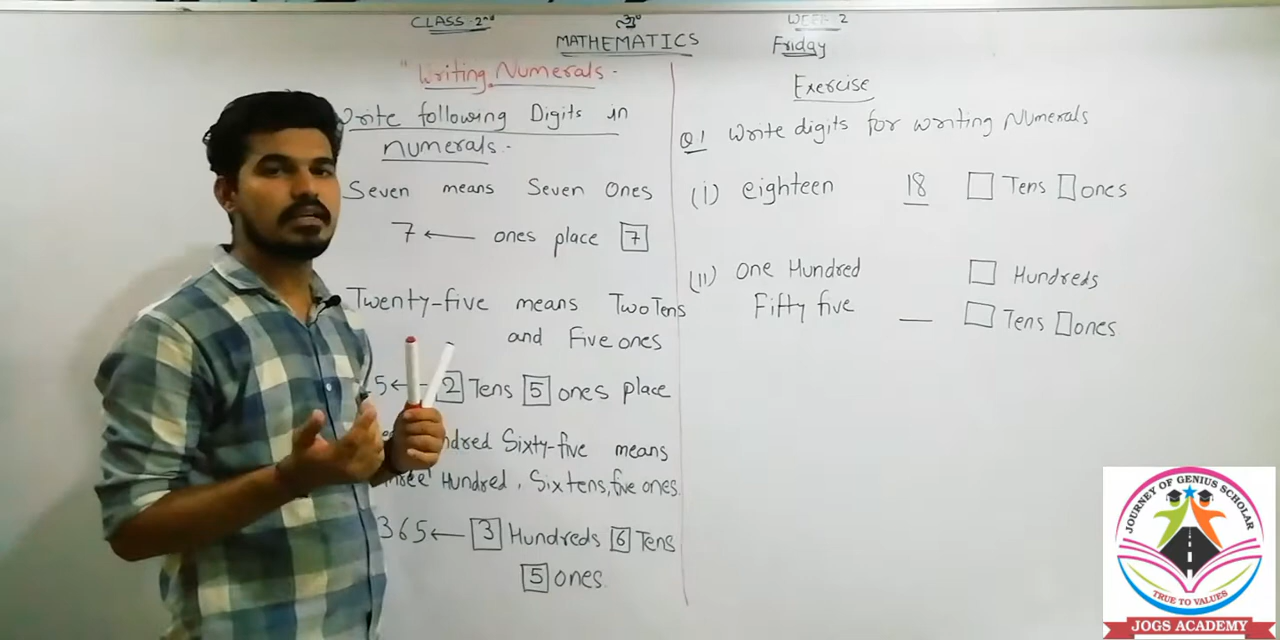 CLASS-2nd
MATHEMATICS
WEEK-2
Friday
"Writing Numerals-
Write following Digits in
numerals-
Seven means Seven Ones
7 ← ones place 7
Twenty-five means Two Tens
and Five ones
5 ← 2 Tens 5 ones place
Sixty-five means
Hundred, Six tens, five ones.
365 ← 3 Hundreds 6 Tens
5 ones
Exercise
Q1 Write digits for writing Numerals
(i) eighteen 18 Tens ones
(ii) One Hundred Hundreds
Fifty five Tens ones
JOURNEY OF GENIUS SCHOLAR
TRUE TO VALUES
JOGS ACADEMY